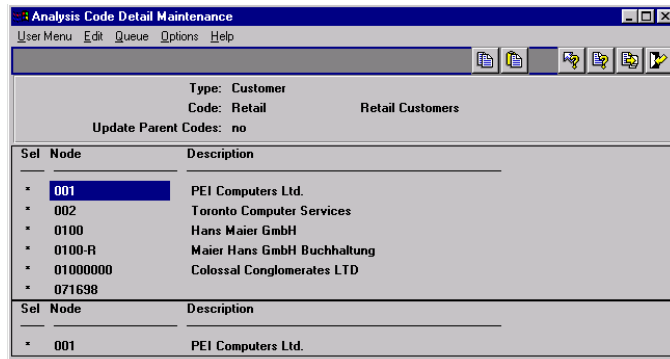 Analysis Code Detail Maintenance
User Menu Edit Queue Options Help
Type: Customer
Code: Retail Retail Customers
Update Parent Codes: no
Sel Node Description
* 001 PEI Computers Ltd.
* 002 Toronto Computer Services
* 0100 Hans Maier GmbH
* 0100-R Maier Hans GmbH Buchhaltung
* 01000000 Colossal Conglomerates LTD
* 071698
Sel Node Description
* 001 PEI Computers Ltd.